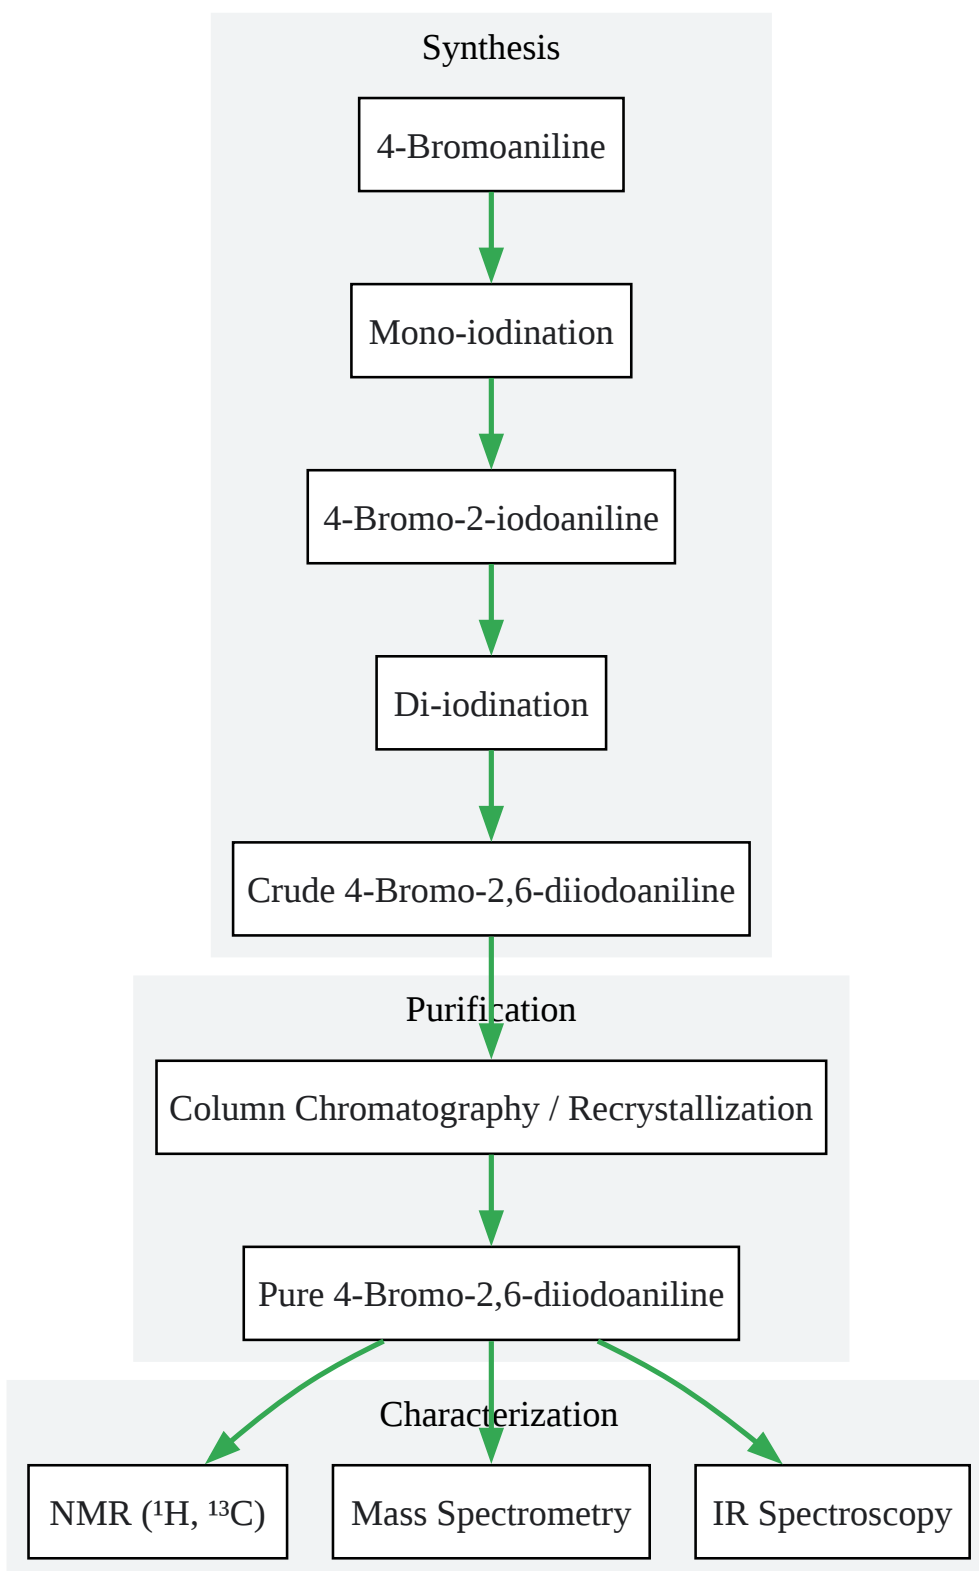 Synthesis
4-Bromoaniline
Mono-iodination
4-Bromo-2-iodoaniline
Di-iodination
Crude 4-Bromo-2,6-diiodoaniline
Purification
Column Chromatography / Recrystallization
Pure 4-Bromo-2,6-diiodoaniline
Characterization
NMR (¹H, ¹³C)
Mass Spectrometry
IR Spectroscopy